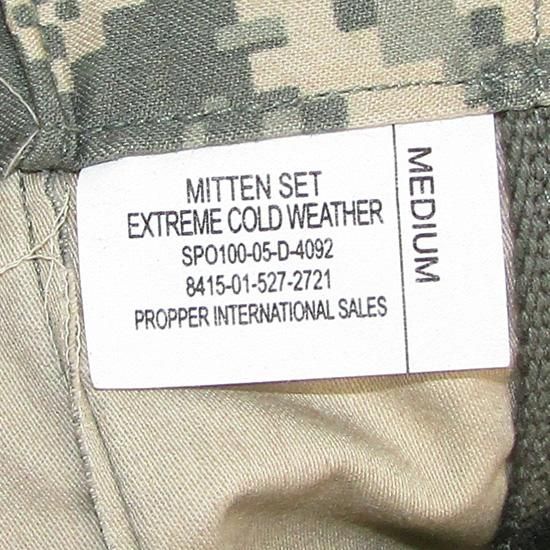 MITTEN SET
EXTREME COLD WEATHER
SPO100-05-D-4092
8415-01-527-2721
PROPPER INTERNATIONAL SALES
MEDIUM